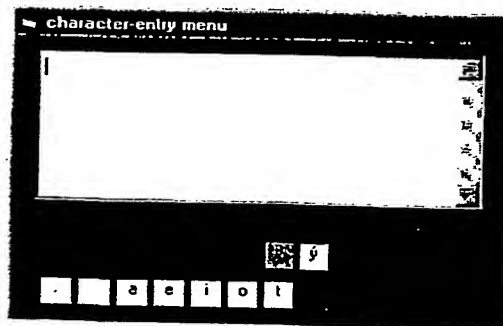 character-entry menu
ý
. a e i o t